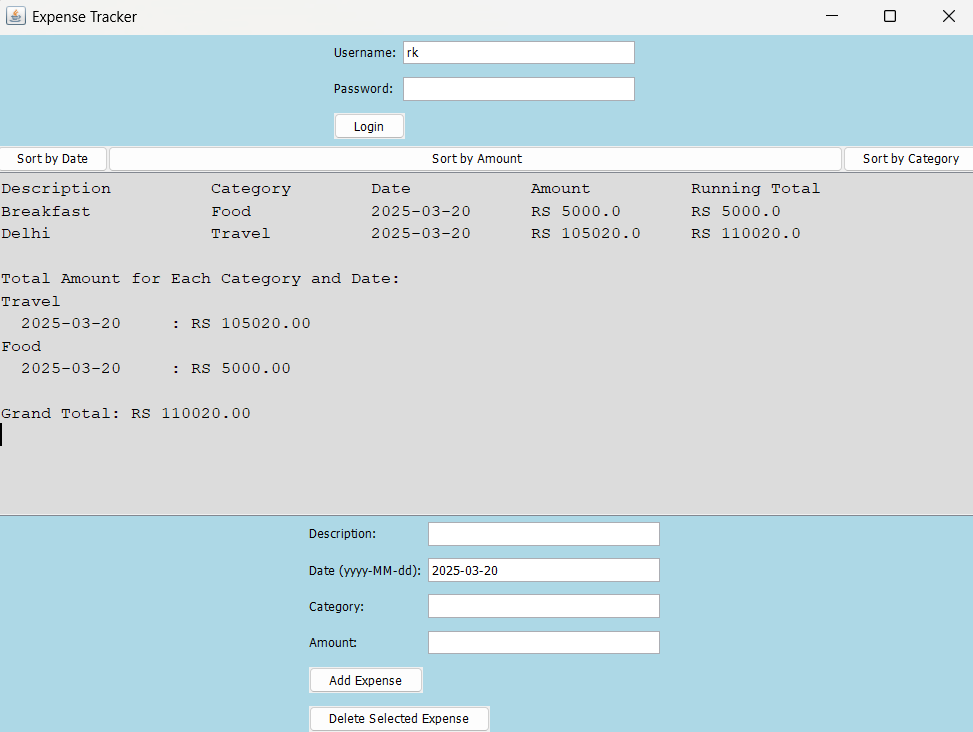 Expense Tracker
Username: rk
Password:
Login
Sort by Date Sort by Amount Sort by Category
Description Category Date Amount Running Total
Breakfast Food 2025-03-20 RS 5000.0 RS 5000.0
Delhi Travel 2025-03-20 RS 105020.0 RS 110020.0
Total Amount for Each Category and Date:
Travel
2025-03-20 : RS 105020.00
Food
2025-03-20 : RS 5000.00
Grand Total: RS 110020.00
Description:
Date (yyyy-MM-dd): 2025-03-20
Category:
Amount:
Add Expense
Delete Selected Expense